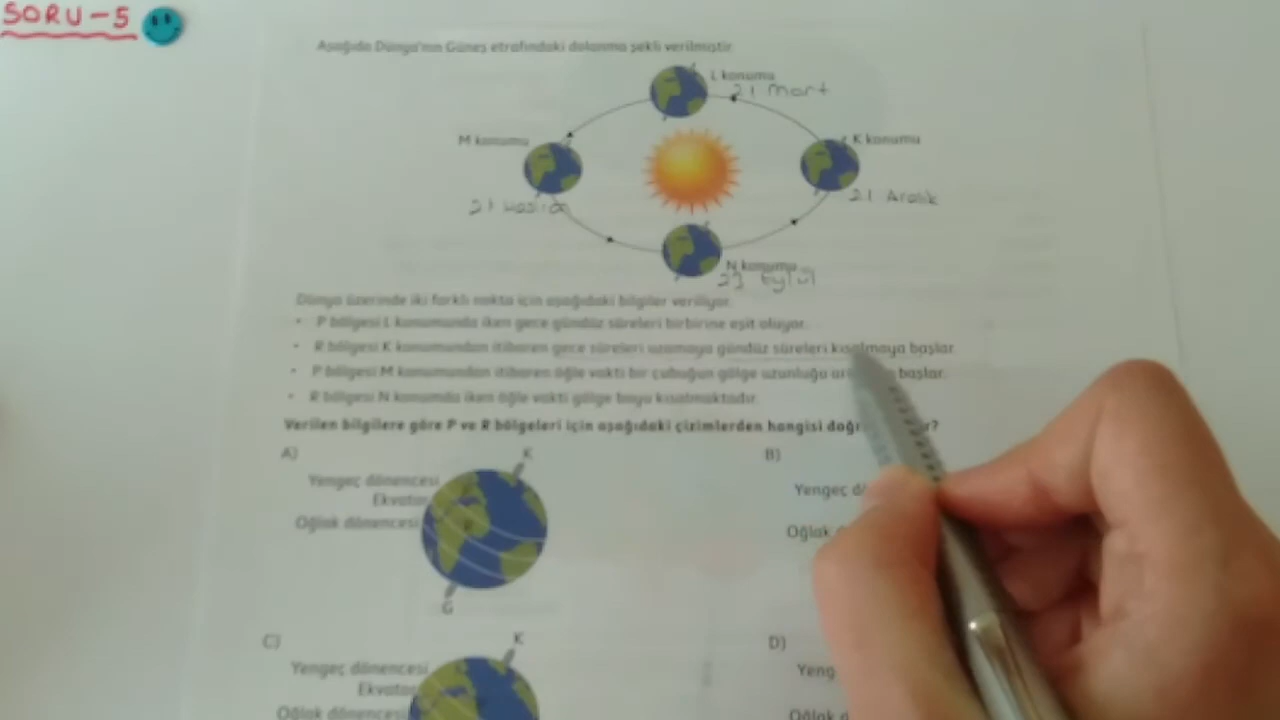 SORU-5
Aşağıda Dünya'nın Güneş etrafındaki dolanma şekli verilmiştir.
L konumu
21 Mart
M konumu
K konumu
21 Aralık
21
N konumu
23 Eylül
Dünya üzerinde iki farklı nokta için aşağıdaki bilgiler veriliyor.
• P bölgesi L konumunda iken gece gündüz süreleri birbirine eşit oluyor.
• R bölgesi K konumundan itibaren gece süreleri uzamaya gündüz süreleri kısalmaya başlar.
• P bölgesi M konumundan itibaren öğle vakti bir çubuğun gölge uzunluğu başlar.
• R bölgesi N konumda iken öğle vakti gölge boyu kısalmaktadır.
Verilen bilgilere göre P ve R bölgeleri için aşağıdaki çizimlerden hangisi
A)
K
Yengeç dönencesi
Ekvator
Oğlak dönencesi
G
B)
Yengeç
Oğlak
C)
K
Yengeç dönencesi
Ekvator
Oğlak dönencesi
D)
Yeng
Oğlak